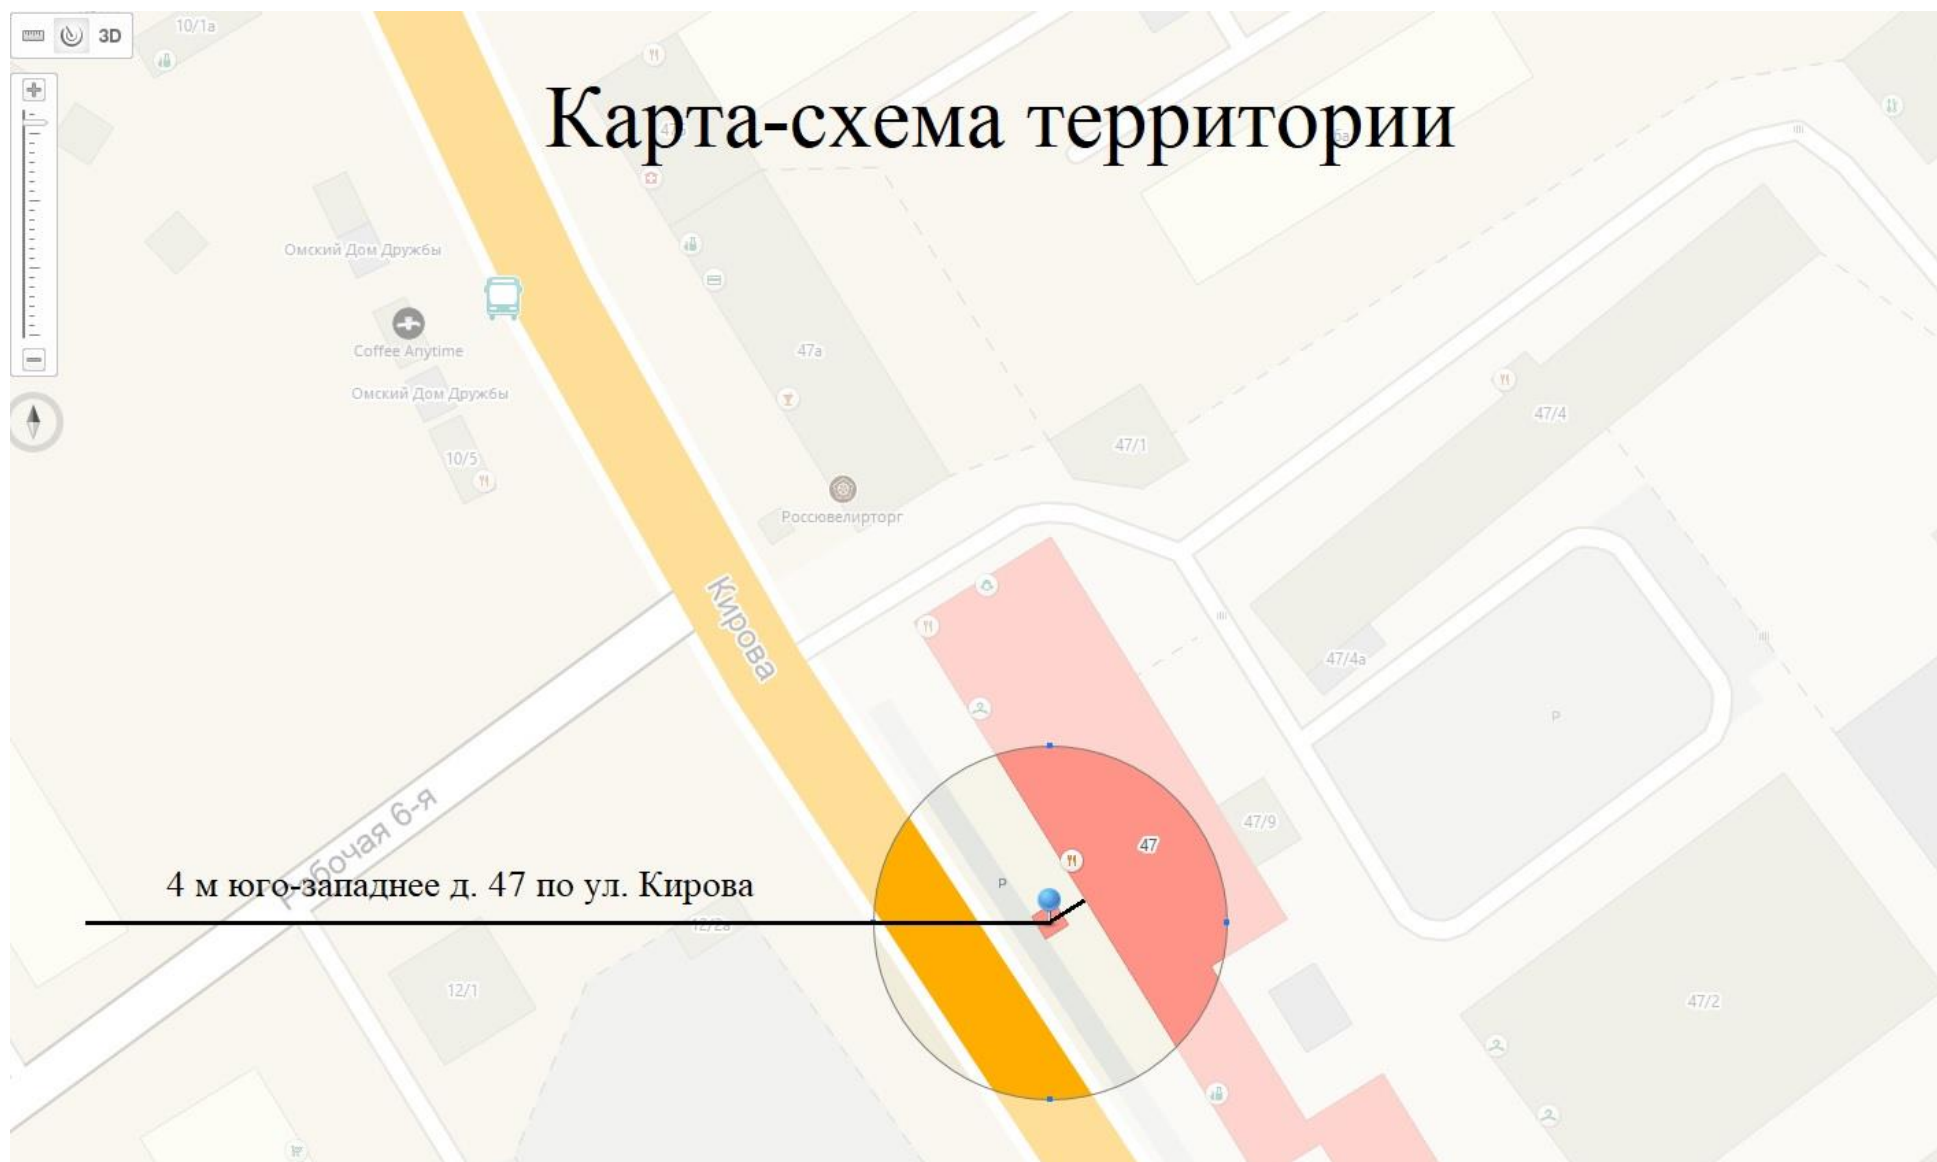 10/1а
3D
Карта-схема территории
Омский Дом Дружбы
Coffee Anytime
47а
Омский Дом Дружбы
47/4
47/1
10/5
Россювелирторг
Кирова
47/4а
P
Рабочая 6-я
47/9
47
P
4 м юго-западнее д. 47 по ул. Кирова
12/2а
12/1
47/2